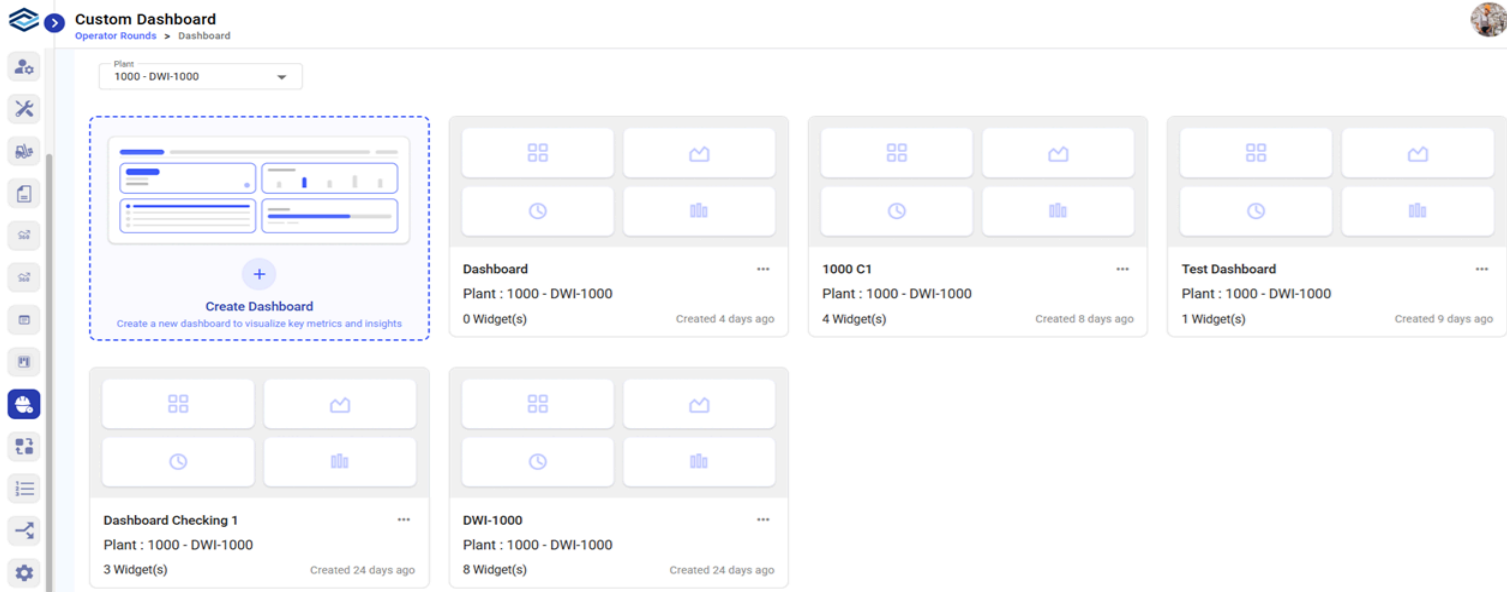 Custom Dashboard
Operator Rounds > Dashboard
Plant
1000 - DWI-1000
Create Dashboard
Create a new dashboard to visualize key metrics and insights
Dashboard
Plant : 1000 - DWI-1000
0 Widget(s) Created 4 days ago
1000 C1
Plant : 1000 - DWI-1000
4 Widget(s) Created 8 days ago
Test Dashboard
Plant : 1000 - DWI-1000
1 Widget(s) Created 9 days ago
Dashboard Checking 1
Plant : 1000 - DWI-1000
3 Widget(s) Created 24 days ago
DWI-1000
Plant : 1000 - DWI-1000
8 Widget(s) Created 24 days ago